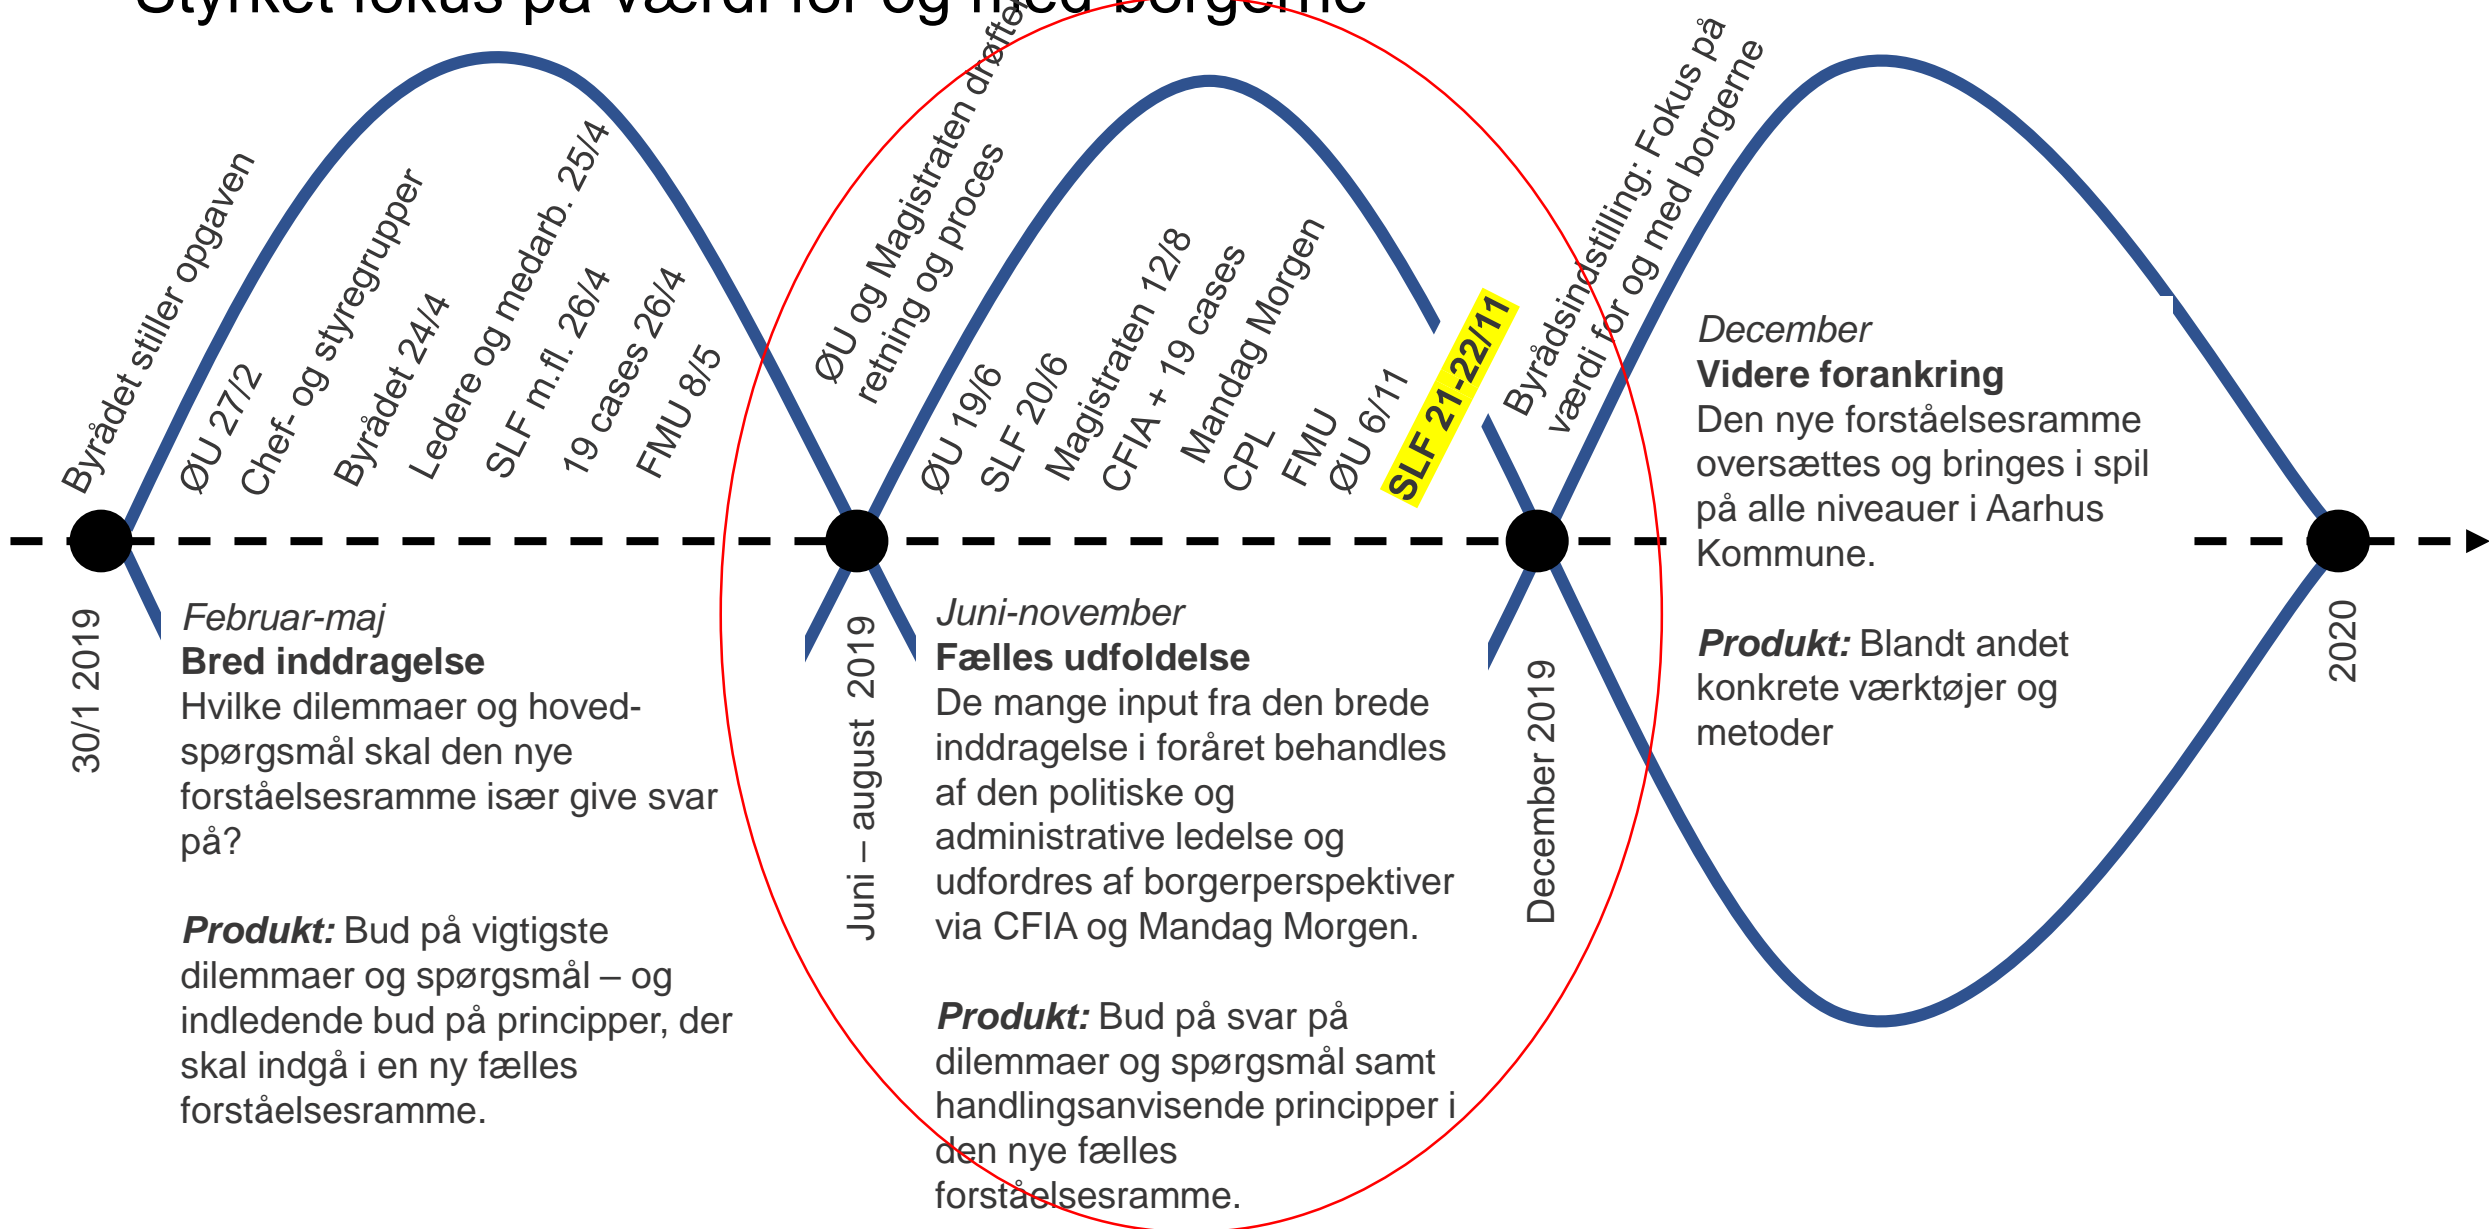 Styrket fokus på værdi for og med borgerne
Byrådet stiller opgaven
ØU 27/2
Chef- og styregrupper
Byrådet 24/4
Ledere og medarb. 25/4
SLF m.fl. 26/4
19 cases 26/4
FMU 8/5
ØU og Magistraten drøfter
retning og proces
ØU 19/6
SLF 20/6
Magistraten 12/8
CFIA + 19 cases
Mandag Morgen
CPL
FMU
ØU 6/11
SLF 21-22/11
Byrådsindstilling: Fokus på
værdi for og med borgerne
30/1 2019
Februar-maj
Bred inddragelse
Hvilke dilemmaer og hoved-
spørgsmål skal den nye
forståelsesramme især give svar
på?
Produkt: Bud på vigtigste
dilemmaer og spørgsmål – og
indledende bud på principper, der
skal indgå i en ny fælles
forståelsesramme.
Juni – august 2019
Juni-november
Fælles udfoldelse
De mange input fra den brede
inddragelse i foråret behandles
af den politiske og
administrative ledelse og
udfordres af borgerperspektiver
via CFIA og Mandag Morgen.
Produkt: Bud på svar på
dilemmaer og spørgsmål samt
handlingsanvisende principper i
den nye fælles
forståelsesramme.
December 2019
December
Videre forankring
Den nye forståelsesramme
oversættes og bringes i spil
på alle niveauer i Aarhus
Kommune.
Produkt: Blandt andet
konkrete værktøjer og
metoder
2020